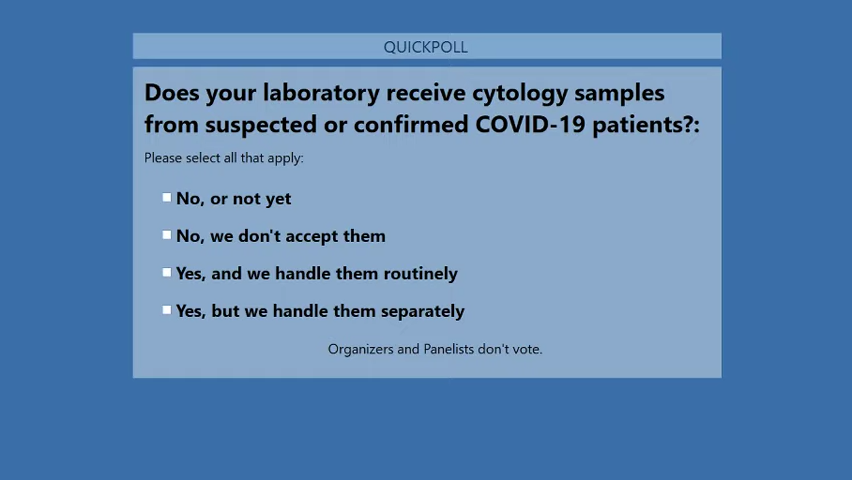 QUICKPOLL
Does your laboratory receive cytology samples
from suspected or confirmed COVID-19 patients?:
Please select all that apply:
No, or not yet
No, we don't accept them
Yes, and we handle them routinely
Yes, but we handle them separately
Organizers and Panelists don't vote.